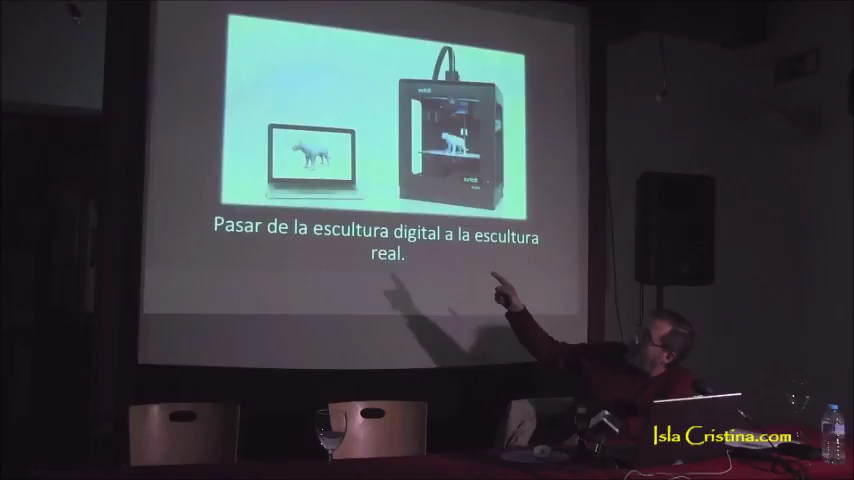 Pasar de la escultura digital a la escultura
real.
Isla Cristina.com